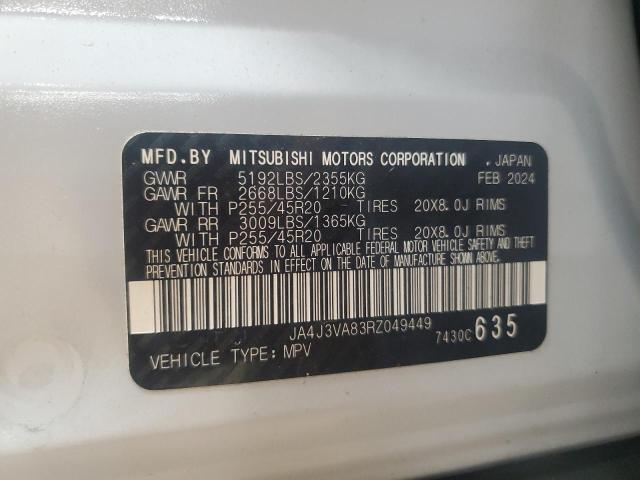 MFD.BY MITSUBISHI MOTORS CORPORATION , JAPAN
GVWR 5192LBS/2355KG FEB 2024
GAWR FR 2668LBS/1210KG
WITH P255/45R20 TIRES 20X8.0J RIMS
GAWR RR 3009LBS/1365KG
WITH P255/45R20 TIRES 20X8.0J RIMS
THIS VEHICLE CONFORMS TO ALL APPLICABLE FEDERAL MOTOR VEHICLE SAFETY AND THEFT
PREVENTION STANDARDS IN EFFECT ON THE DATE OF MANUFACTURE SHOWN ABOVE.
JA4J3VA83RZ049449
7430C 635
VEHICLE TYPE: MPV